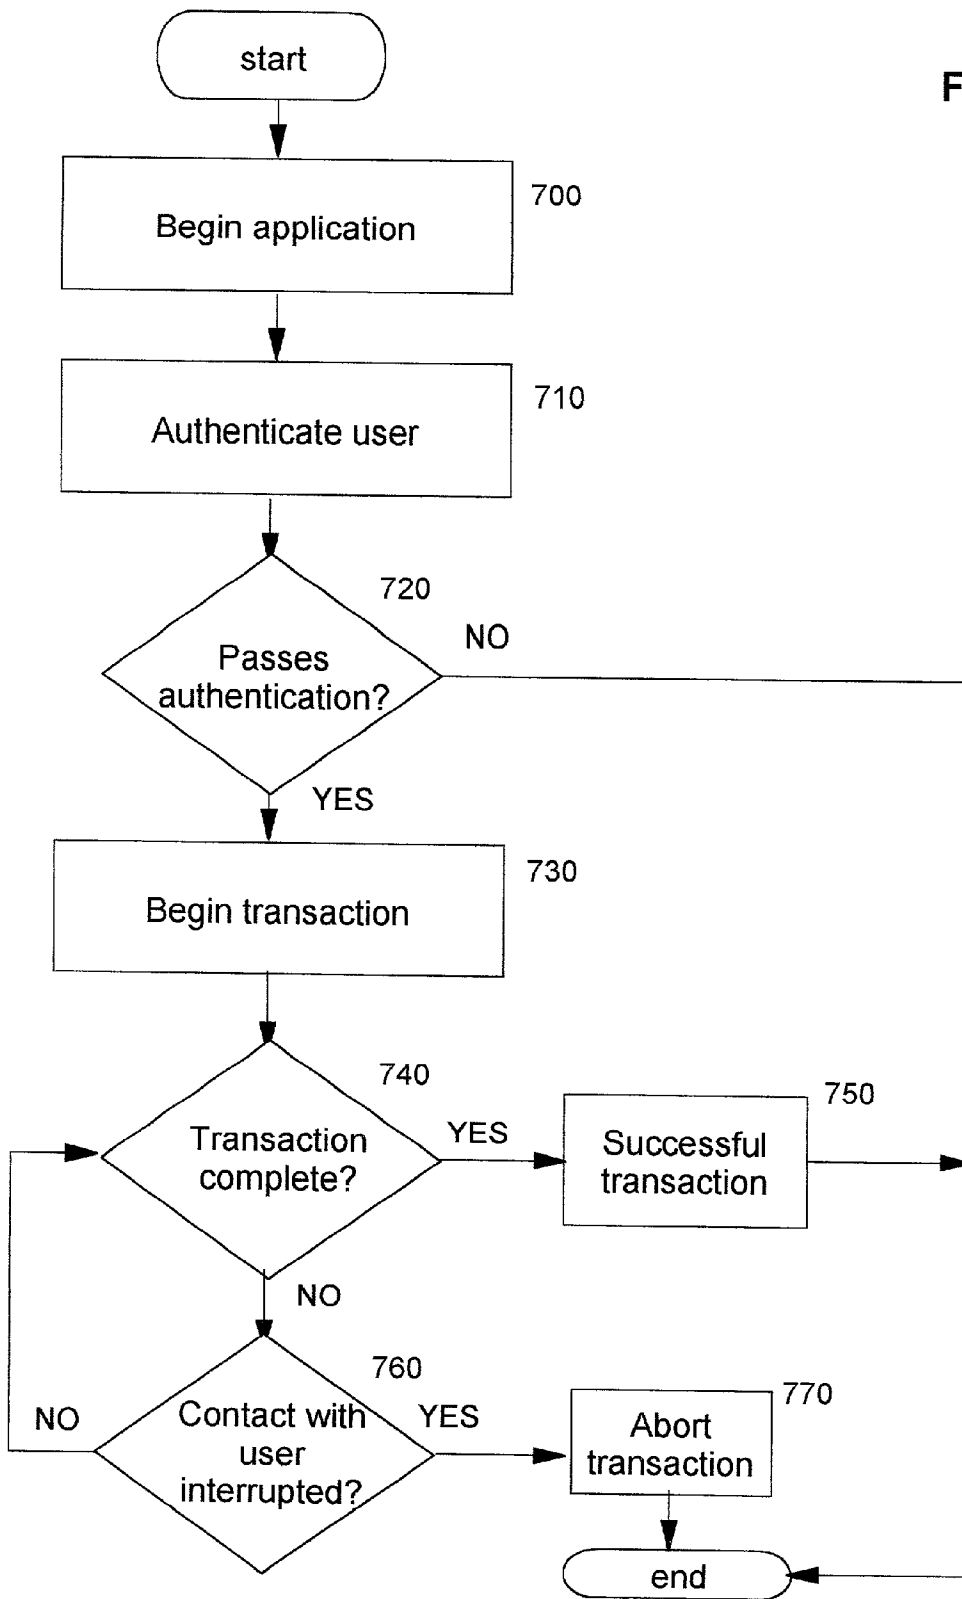 start
F
Begin application
700
Authenticate user
710
720
Passes
authentication?
NO
YES
Begin transaction
730
740
Transaction
complete?
YES
Successful
transaction
750
NO
760
Contact with
user
interrupted?
NO
YES
Abort
transaction
770
end